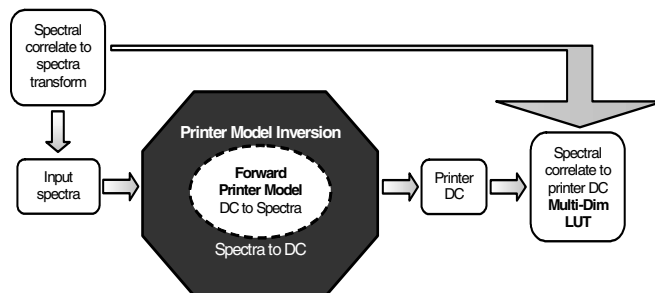 Spectral
correlate to
spectra
transform
Input
spectra
Printer Model Inversion
Forward
Printer Model
DC to Spectra
Spectra to DC
Printer
DC
Spectral
correlate to
printer DC
Multi-Dim
LUT